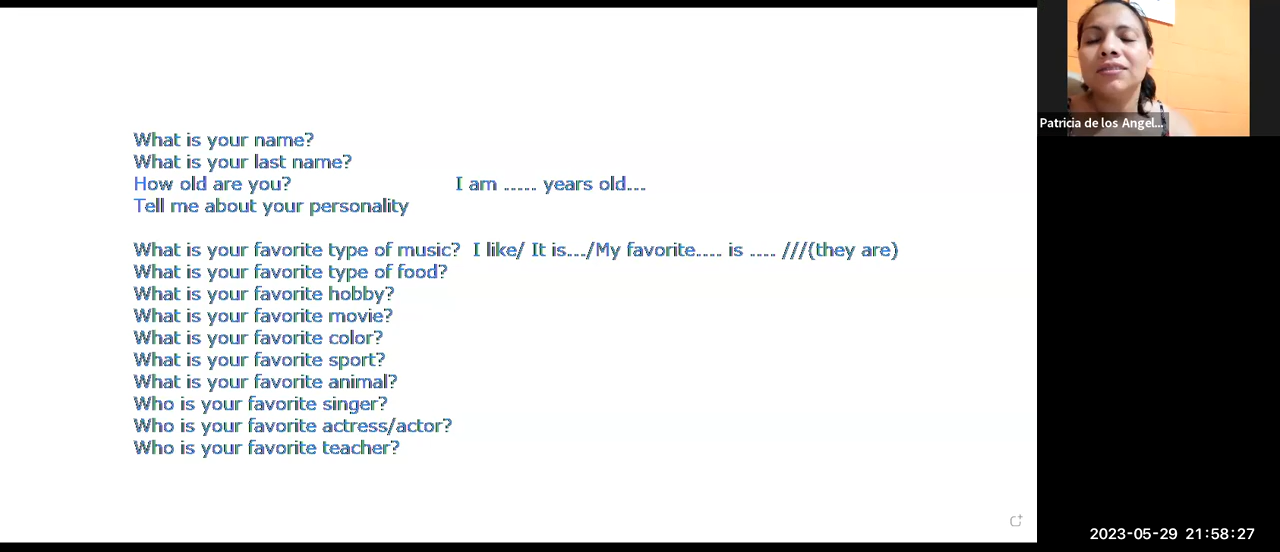 What is your name?
What is your last name?
How old are you? I am ..... years old...
Tell me about your personality
What is your favorite type of music? I like/ It is.../My favorite.... is .... ///(they are)
What is your favorite type of food?
What is your favorite hobby?
What is your favorite movie?
What is your favorite color?
What is your favorite sport?
What is your favorite animal?
Who is your favorite singer?
Who is your favorite actress/actor?
Who is your favorite teacher?
Patricia de los Angel...
2023-05-29 21:58:27